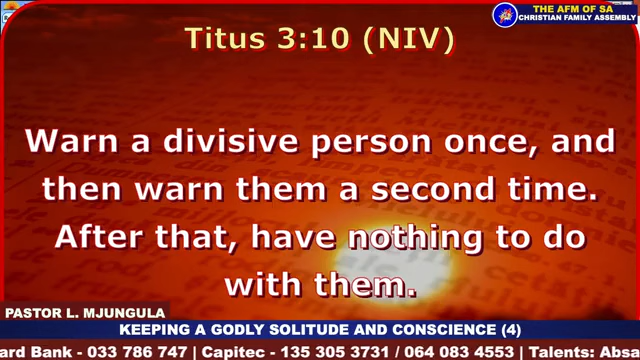 THE AFM OF SA
CHRISTIAN FAMILY ASSEMBLY
Titus 3:10 (NIV)
Warn a divisive person once, and
then warn them a second time.
After that, have nothing to do
with them.
PASTOR L. MJUNGULA
KEEPING A GODLY SOLITUDE AND CONSCIENCE (4)
ard Bank - 033 786 747 | Capitec - 135 305 3731 / 064 083 4553 | Talents: Absa